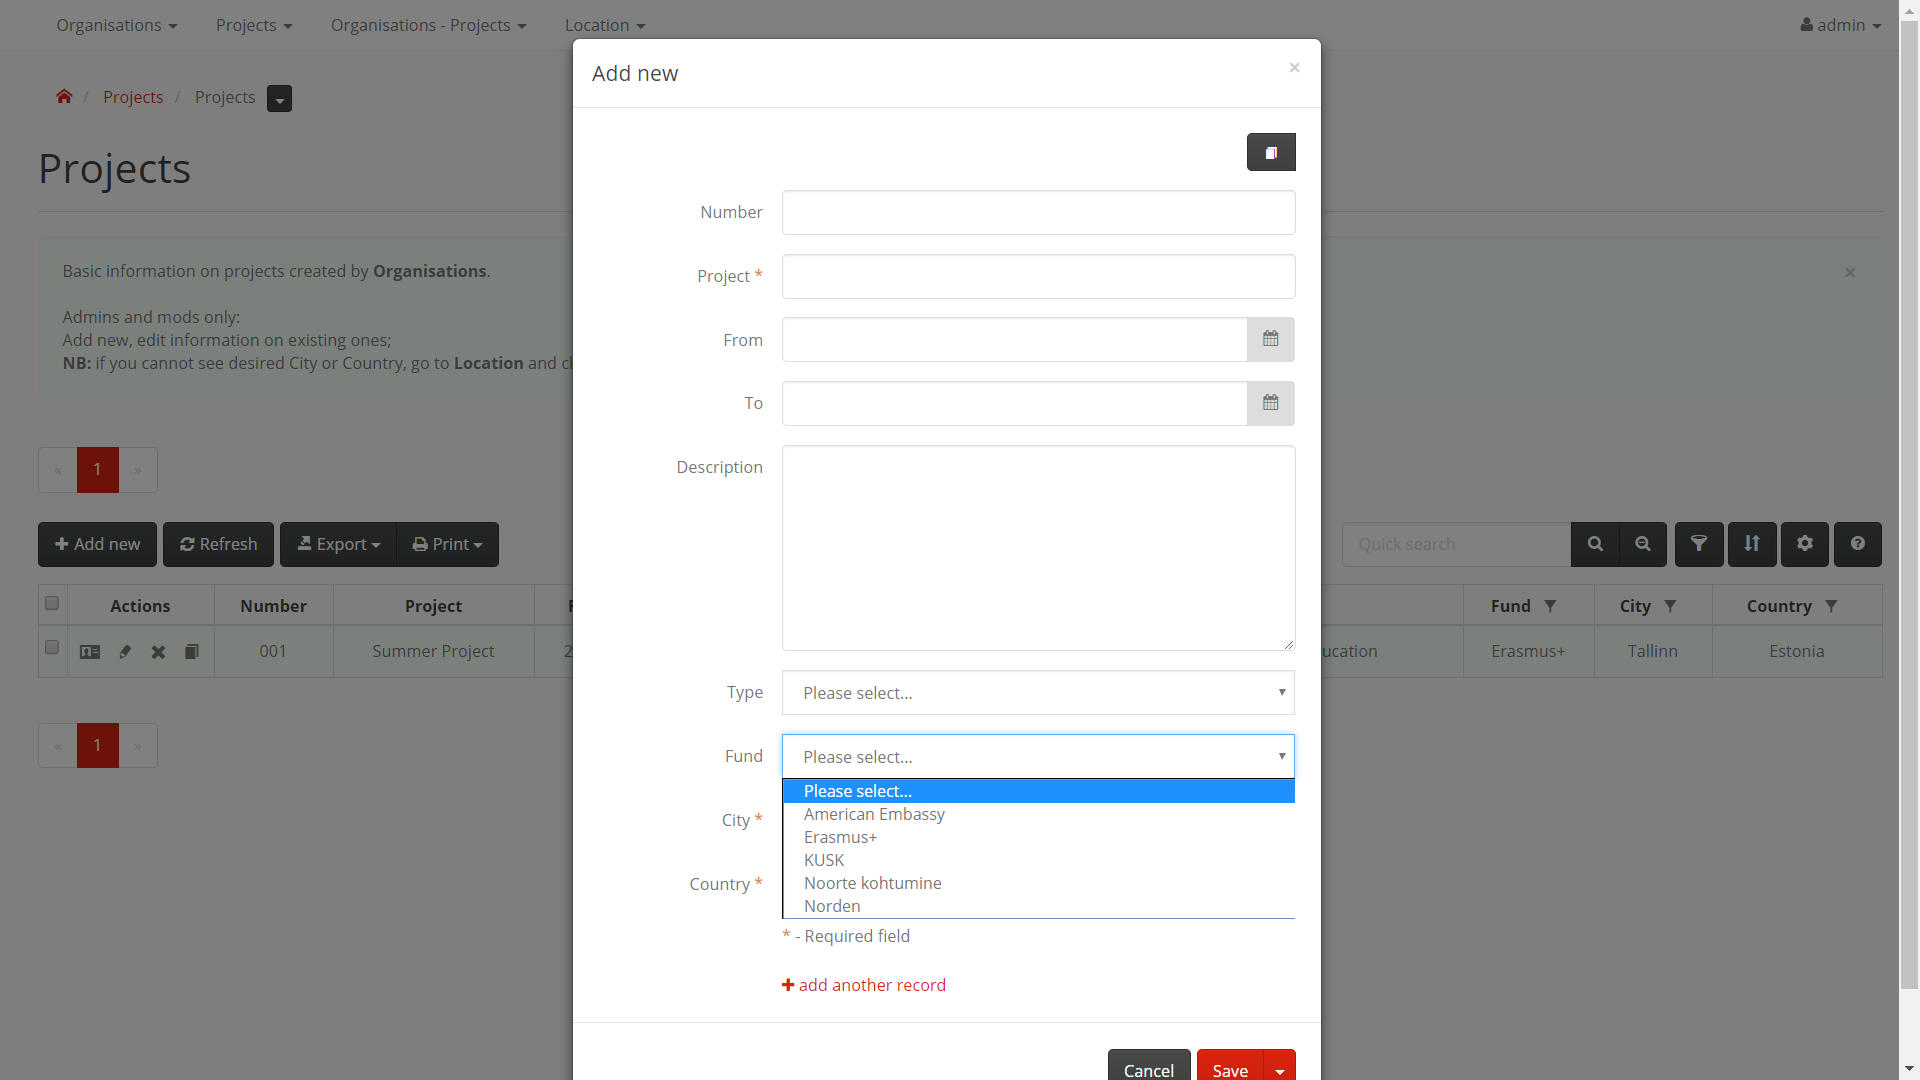 Organisations
Projects
Organisations - Projects
Location
admin
Projects / Projects
Projects
Basic information on projects created by Organisations.
Admins and mods only:
Add new, edit information on existing ones;
NB: if you cannot see desired City or Country, go to Location and
« 1 »
Add new
Refresh
Export
Print
Quick search
Actions
Number
Project
Fund
City
Country
001
Summer Project
2
ucation
Erasmus+
Tallinn
Estonia
« 1 »
Add new
×
Number
Project *
From
To
Description
Type
Please select...
Fund
Please select...
Please select...
American Embassy
Erasmus+
KUSK
Noorte kohtumine
Norden
City *
Country *
* - Required field
add another record
Cancel
Save